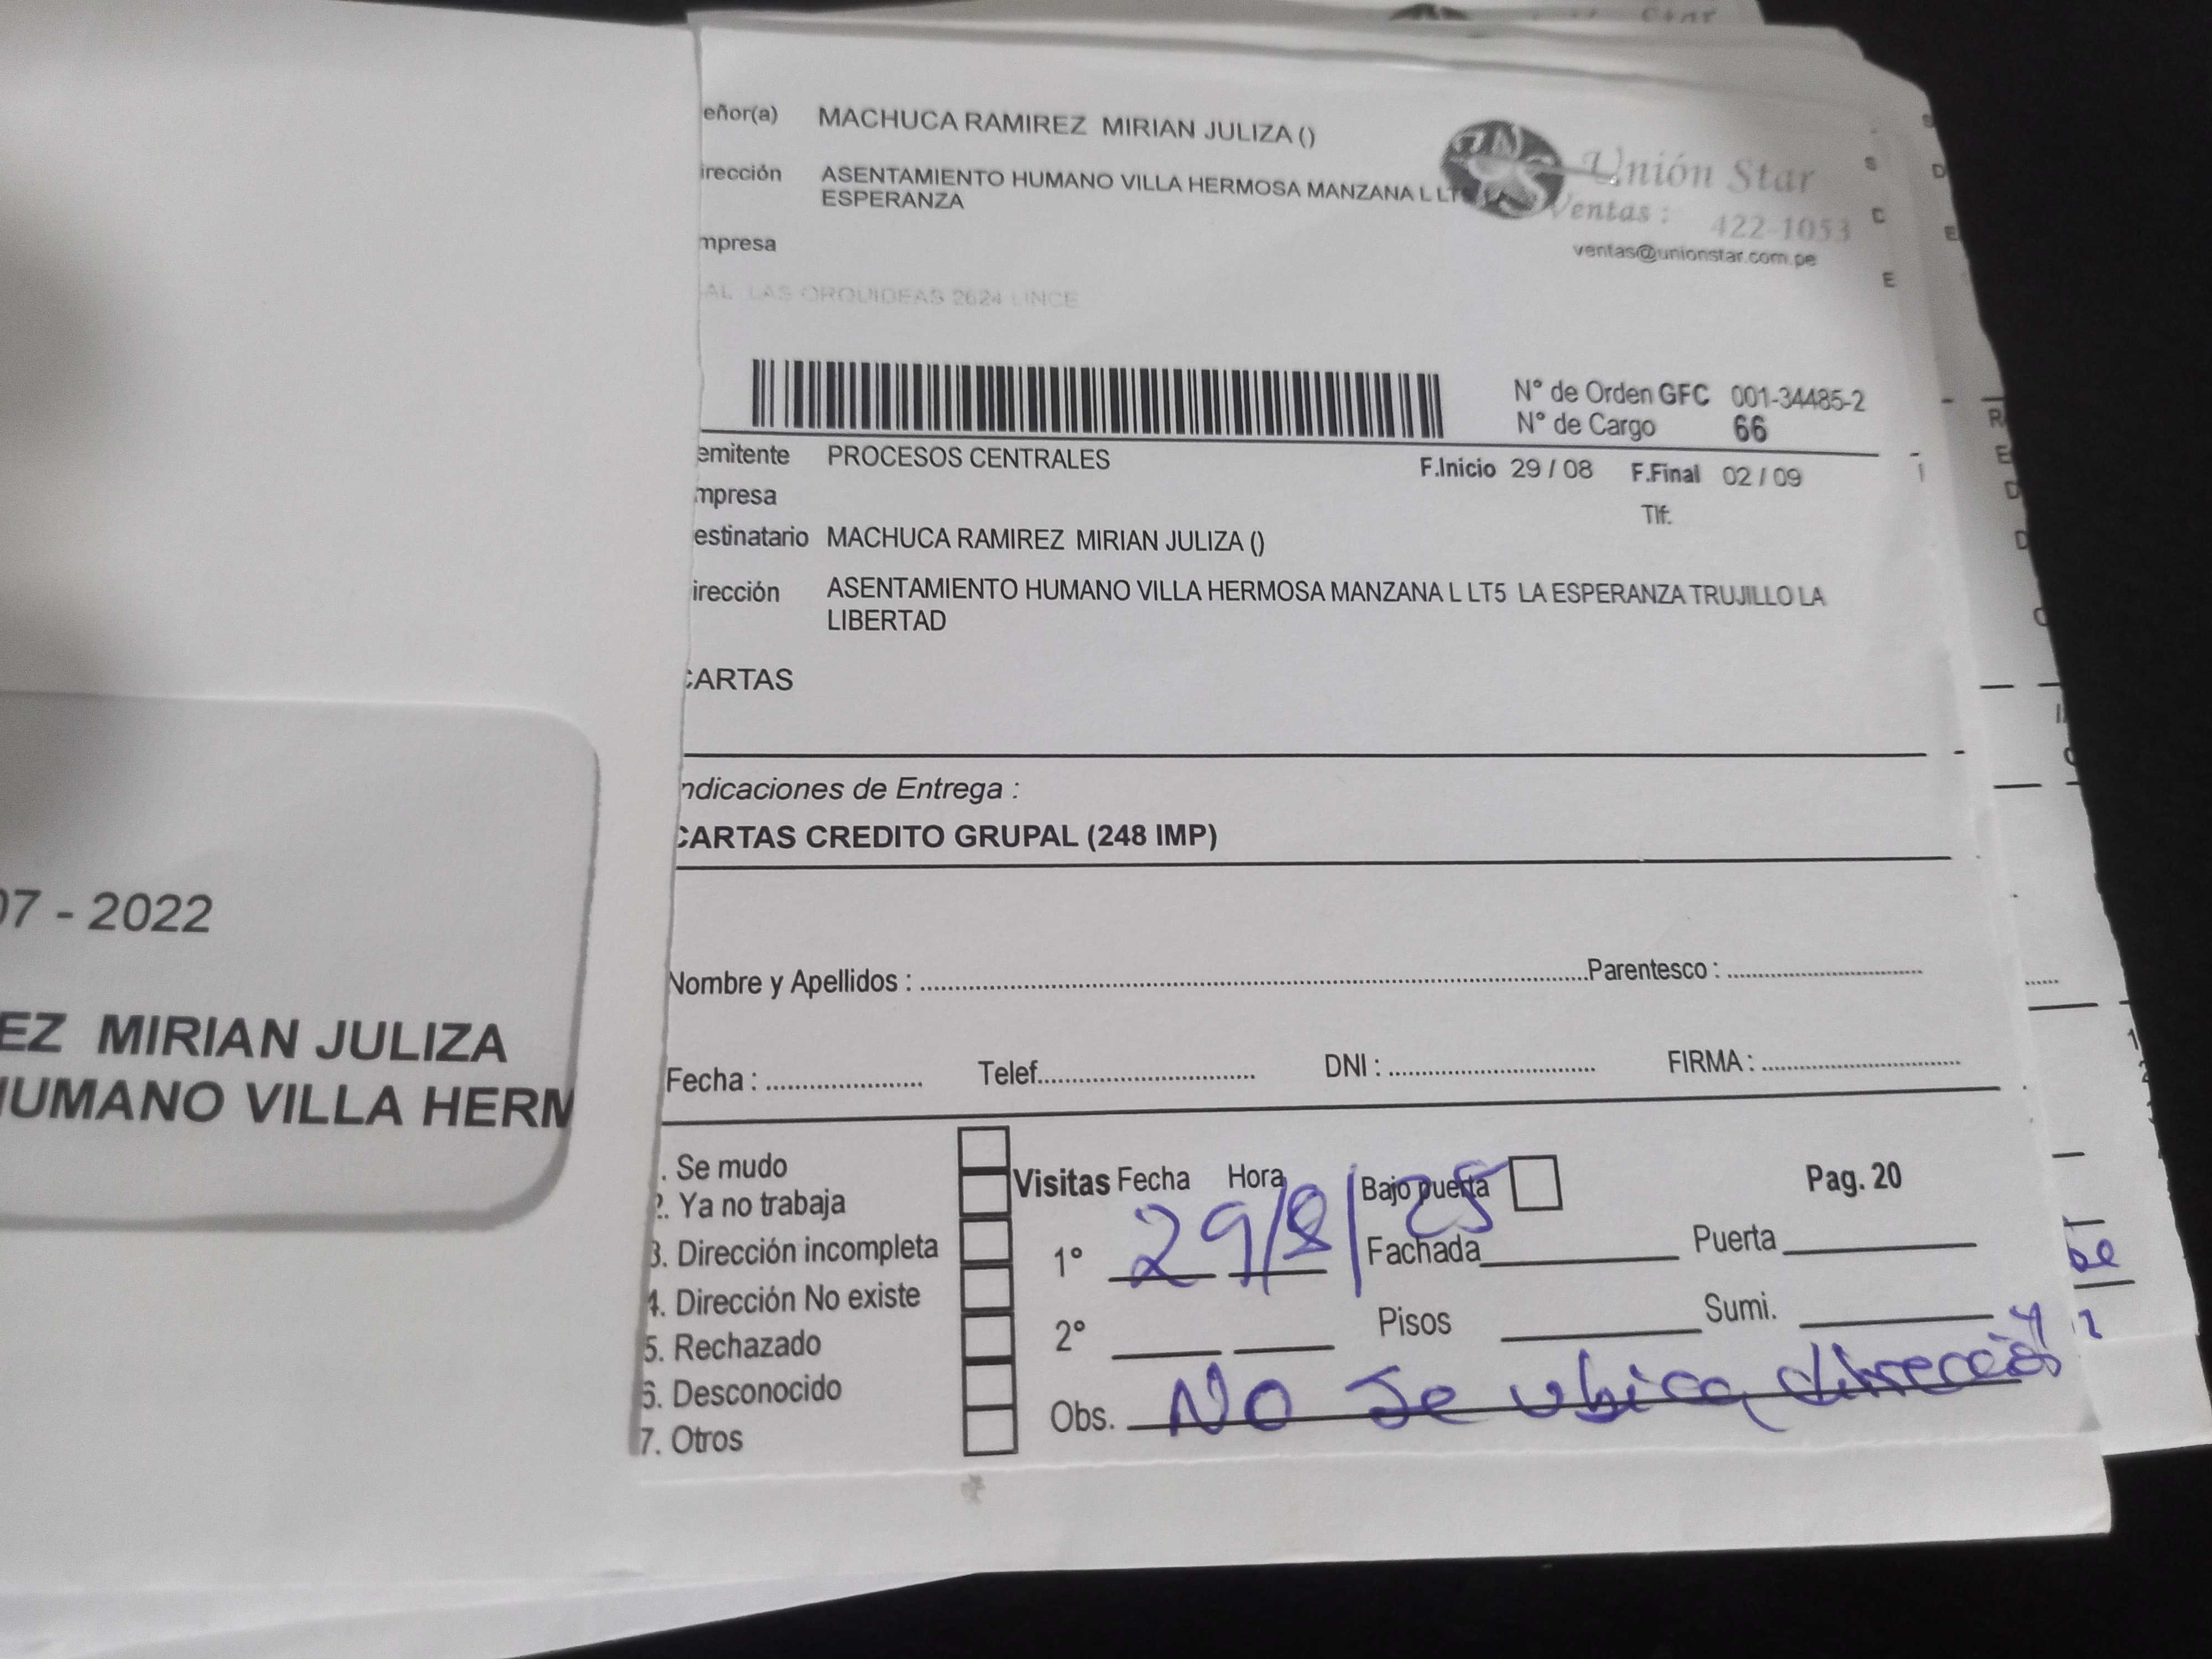 eñor(a) MACHUCA RAMIREZ MIRIAN JULIZA ()
irección ASENTAMIENTO HUMANO VILLA HERMOSA MANZANA L
ESPERANZA
Unión Star
Ventas : 422-1053
ventas@unionstar.com.pe
mpresa
AL LAS ORQUIDEAS 2624 LINCE
N° de Orden GFC 001-34485-2
N° de Cargo 66
emitente PROCESOS CENTRALES
F.Inicio 29 / 08 F.Final 02 / 09
mpresa
Tlf.
estinatario MACHUCA RAMIREZ MIRIAN JULIZA ()
irección ASENTAMIENTO HUMANO VILLA HERMOSA MANZANA L LT5 LA ESPERANZA TRUJILLO LA
LIBERTAD
CARTAS
ndicaciones de Entrega :
CARTAS CREDITO GRUPAL (248 IMP)
Nombre y Apellidos : Parentesco :
Fecha : Telef. DNI : FIRMA :
. Se mudo
2. Ya no trabaja
3. Dirección incompleta
4. Dirección No existe
5. Rechazado
6. Desconocido
7. Otros
Visitas Fecha Hora Bajo puerta Pag. 20
1° 29/8/25 Fachada Puerta
2° Pisos Sumi.
Obs. No se ubica dirección
07 - 2022
EZ MIRIAN JULIZA
HUMANO VILLA HERM